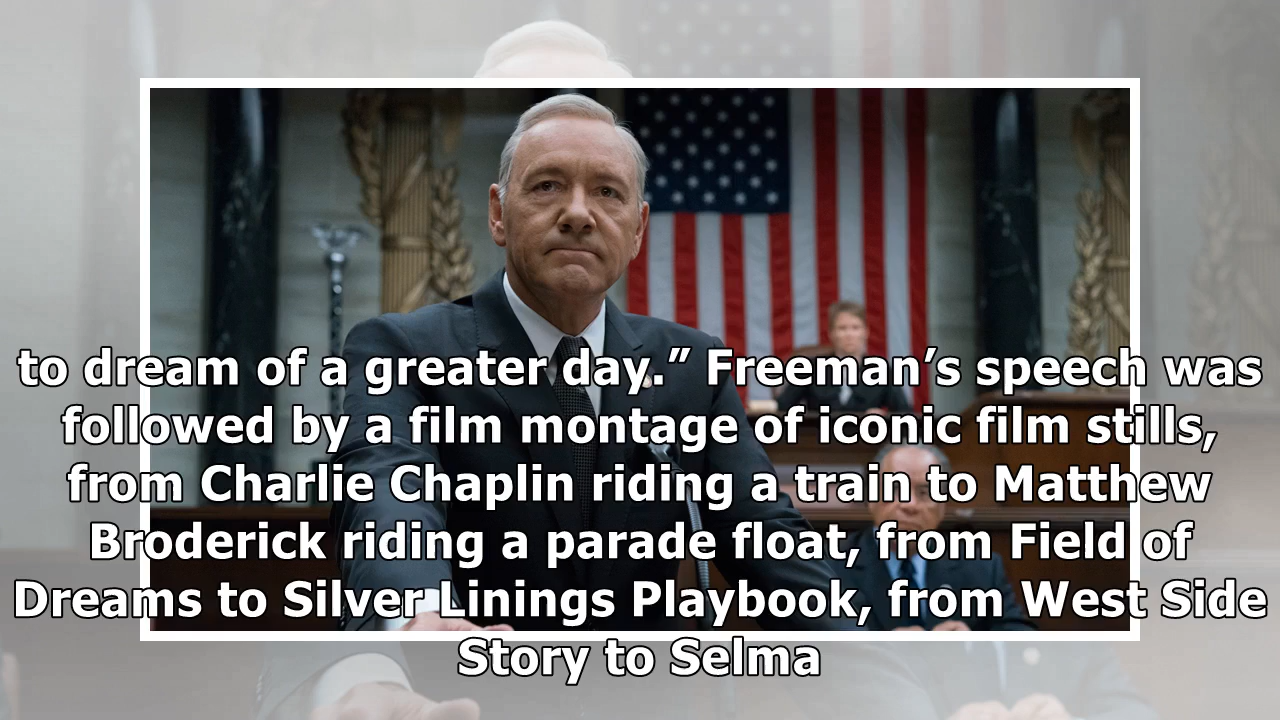 to dream of a greater day.” Freeman’s speech was
followed by a film montage of iconic film stills,
from Charlie Chaplin riding a train to Matthew
Broderick riding a parade float, from Field of
Dreams to Silver Linings Playbook, from West Side
Story to Selma